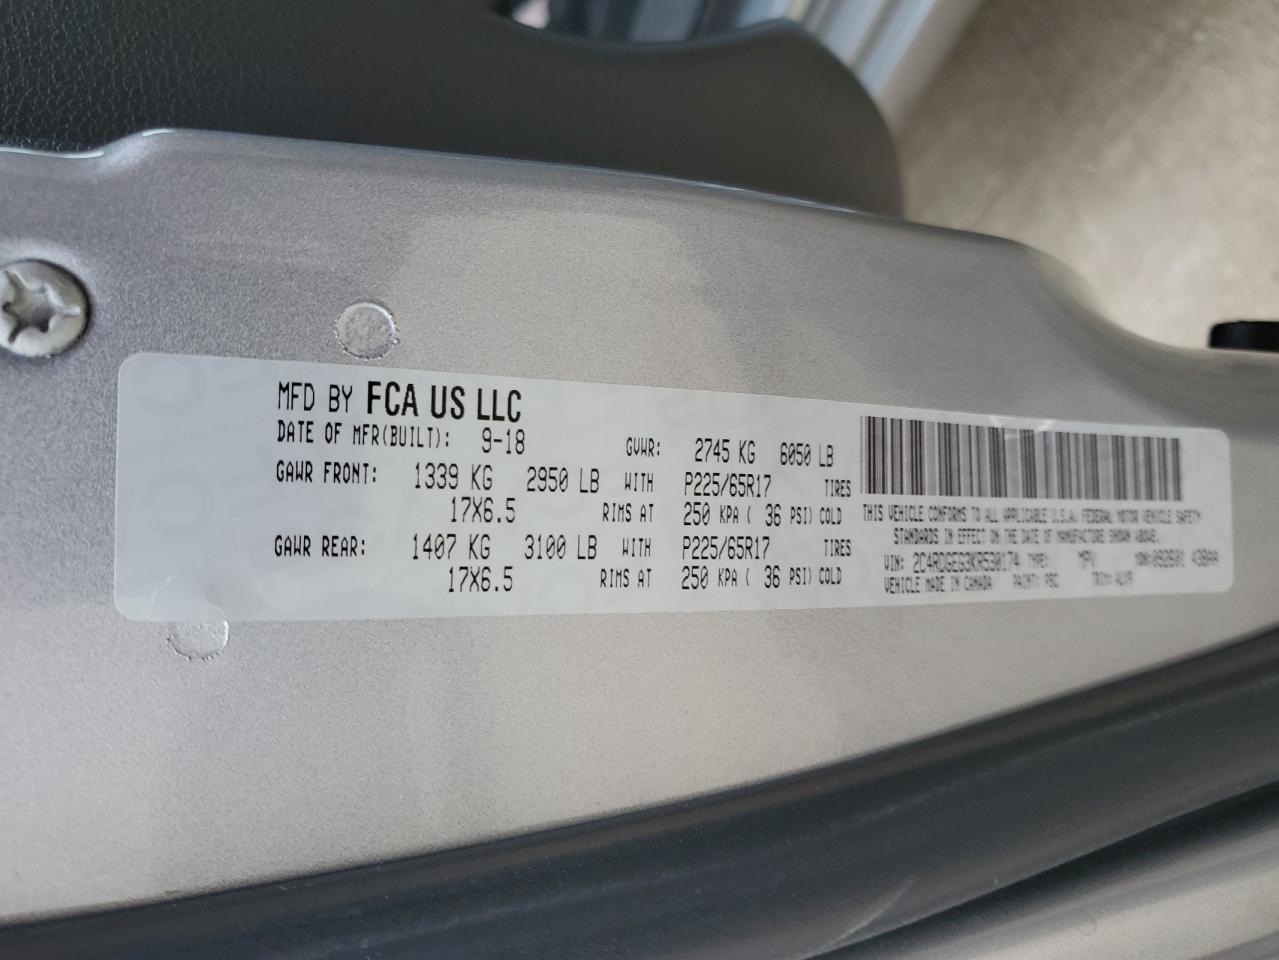 MFD BY FCA US LLC
DATE OF MFR(BUILT): 9-18 GVWR: 2745 KG 6050 LB
GAWR FRONT: 1339 KG 2950 LB WITH P225/65R17 TIRES
17X6.5 RIMS AT 250 KPA ( 36 PSI) COLD
GAWR REAR: 1407 KG 3100 LB WITH P225/65R17 TIRES
17X6.5 RIMS AT 250 KPA ( 36 PSI) COLD
THIS VEHICLE CONFORMS TO ALL APPLICABLE U.S.A. FEDERAL MOTOR VEHICLE SAFETY
STANDARDS IN EFFECT ON THE DATE OF MANUFACTURE SHOWN ABOVE.
VIN: 2C4RDGEG3KR530174 TYPE: MPV
VEHICLE MADE IN CANADA PAINT: PSC TRIM: